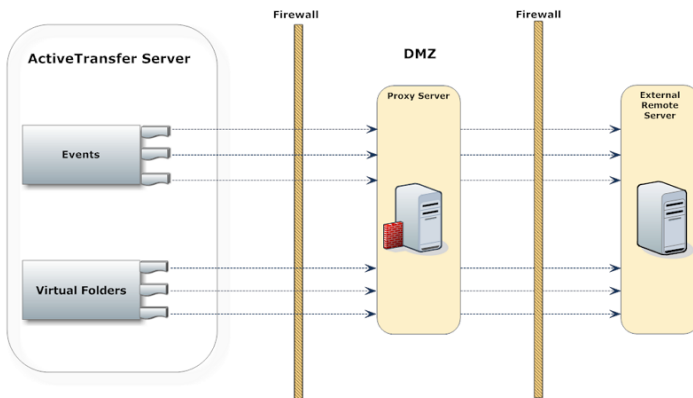 Firewall
Firewall
ActiveTransfer Server
DMZ
Proxy Server
External
Remote
Server
Events
Virtual Folders